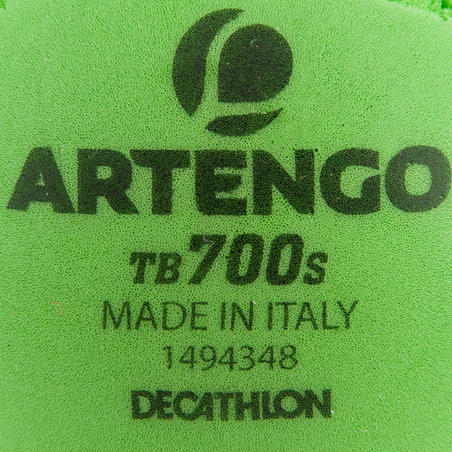 ARTENGO
TB700S
MADE IN ITALY
1494348
DECATHLON